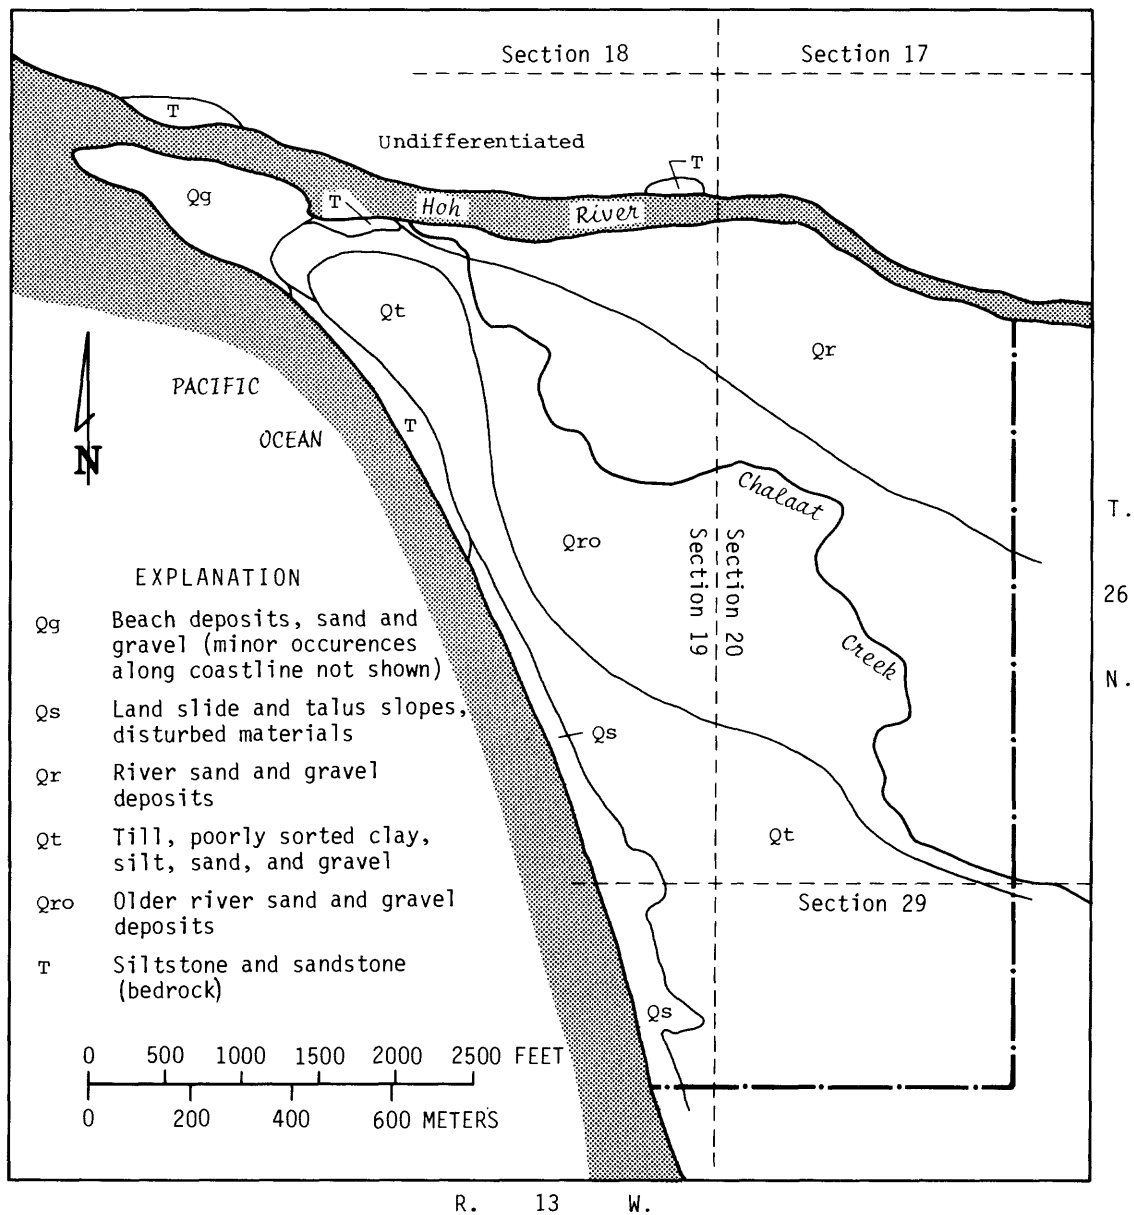 Section 18
Section 17
T
Undifferentiated
T
Qg
T
Hoh
River
Qt
Qr
PACIFIC
OCEAN
T
N
Chalaat
T.
Qro
Section 19
Section 20
26
Creek
N.
EXPLANATION
Qg Beach deposits, sand and
gravel (minor occurences
along coastline not shown)
Qs Land slide and talus slopes,
disturbed materials
Qr River sand and gravel
deposits
Qt Till, poorly sorted clay,
silt, sand, and gravel
Qro Older river sand and gravel
deposits
T Siltstone and sandstone
(bedrock)
Qs
Qt
Section 29
Qs
0 500 1000 1500 2000 2500 FEET
0 200 400 600 METERS
R. 13 W.